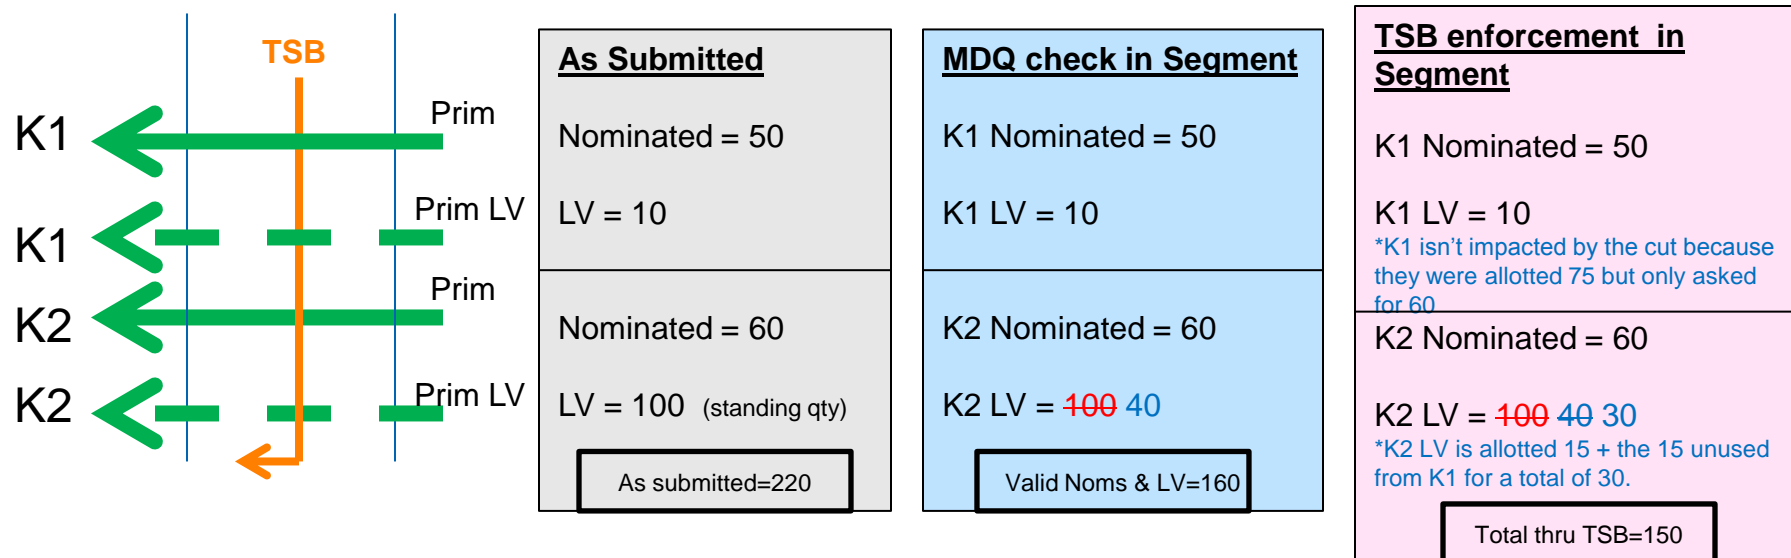 TSB
K1
Prim
K1
Prim LV
K2
Prim
K2
Prim LV
As Submitted
Nominated = 50
LV = 10
Nominated = 60
LV = 100 (standing qty)
As submitted=220
MDQ check in Segment
K1 Nominated = 50
K1 LV = 10
K2 Nominated = 60
K2 LV = 100 40
Valid Noms & LV=160
TSB enforcement in
Segment
K1 Nominated = 50
K1 LV = 10
*K1 isn’t impacted by the cut because
they were allotted 75 but only asked
for 60
K2 Nominated = 60
K2 LV = 100 40 30
*K2 LV is allotted 15 + the 15 unused
from K1 for a total of 30.
Total thru TSB=150